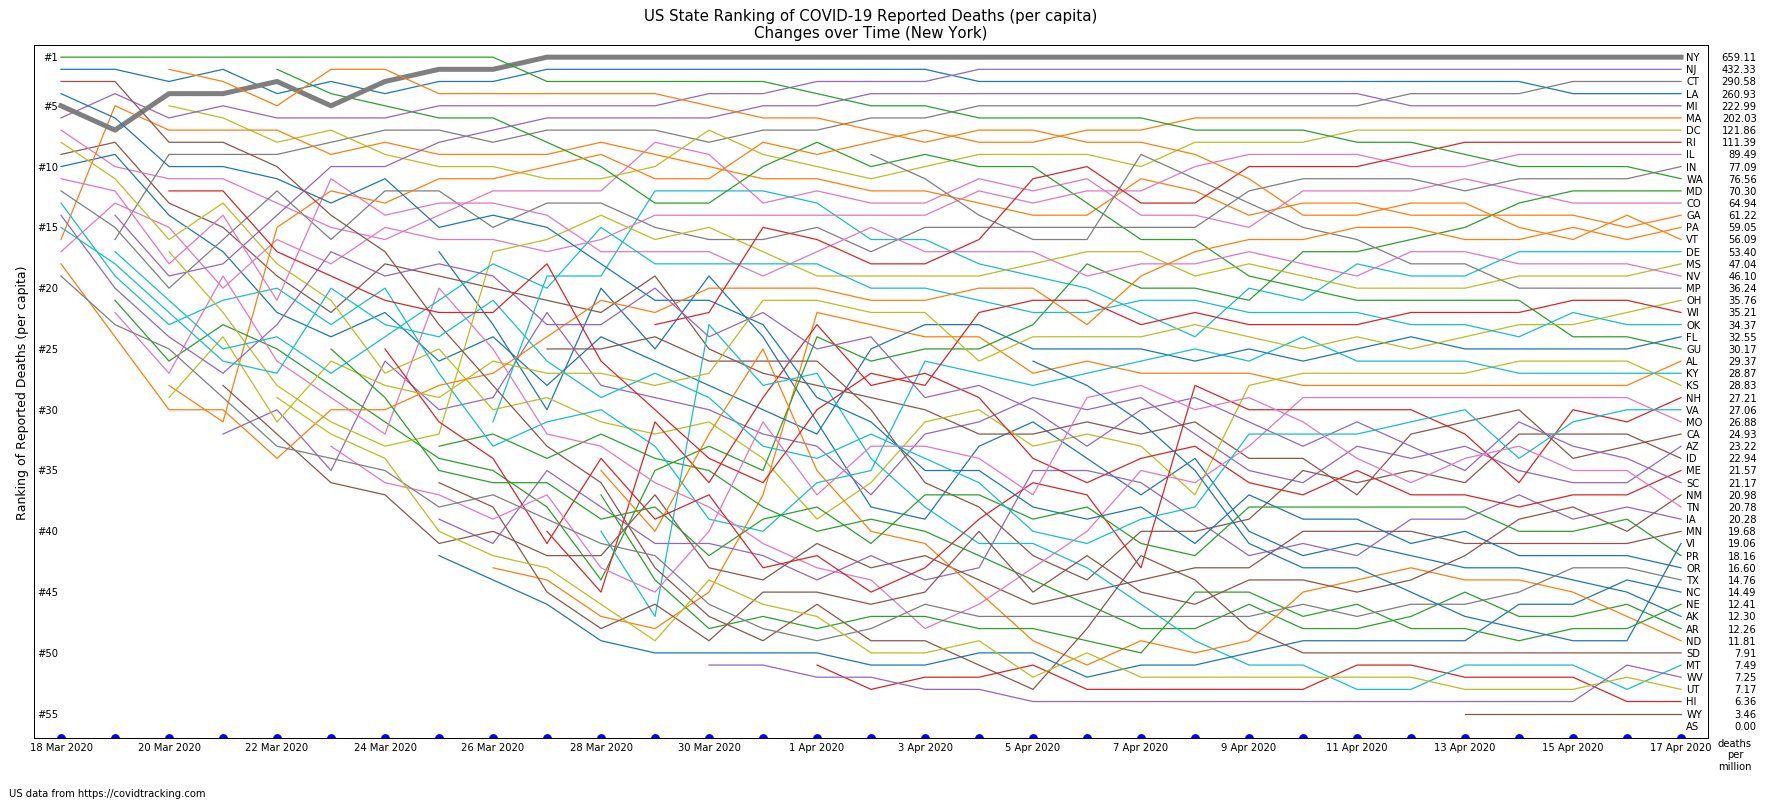 US State Ranking of COVID-19 Reported Deaths (per capita)
Changes over Time (New York)
Ranking of Reported Deaths (per capita)
#1
#5
#10
#15
#20
#25
#30
#35
#40
#45
#50
#55
NY 659.11
NJ 432.33
CT 290.58
LA 260.93
MI 222.99
MA 202.03
DC 121.86
RI 111.39
IL 89.49
IN 77.09
WA 76.56
MD 70.30
CO 64.94
GA 61.22
PA 59.05
VT 56.09
DE 53.40
MS 47.04
NV 46.10
MP 36.24
OH 35.76
WI 35.21
OK 34.37
FL 32.55
GU 30.17
AL 29.37
KY 28.87
KS 28.83
NH 27.21
VA 27.06
MO 26.88
CA 24.93
AZ 23.22
ID 22.94
ME 21.57
SC 21.17
NM 20.98
TN 20.78
IA 20.28
MN 19.68
VI 19.06
PR 18.16
OR 16.60
TX 14.76
NC 14.49
NE 12.41
AK 12.30
AR 12.26
ND 11.81
SD 7.91
MT 7.49
WV 7.25
UT 7.17
HI 6.36
WY 3.46
AS 0.00
18 Mar 2020 20 Mar 2020 22 Mar 2020 24 Mar 2020 26 Mar 2020 28 Mar 2020 30 Mar 2020 1 Apr 2020 3 Apr 2020 5 Apr 2020 7 Apr 2020 9 Apr 2020 11 Apr 2020 13 Apr 2020 15 Apr 2020 17 Apr 2020
deaths
per
million
US data from https://covidtracking.com